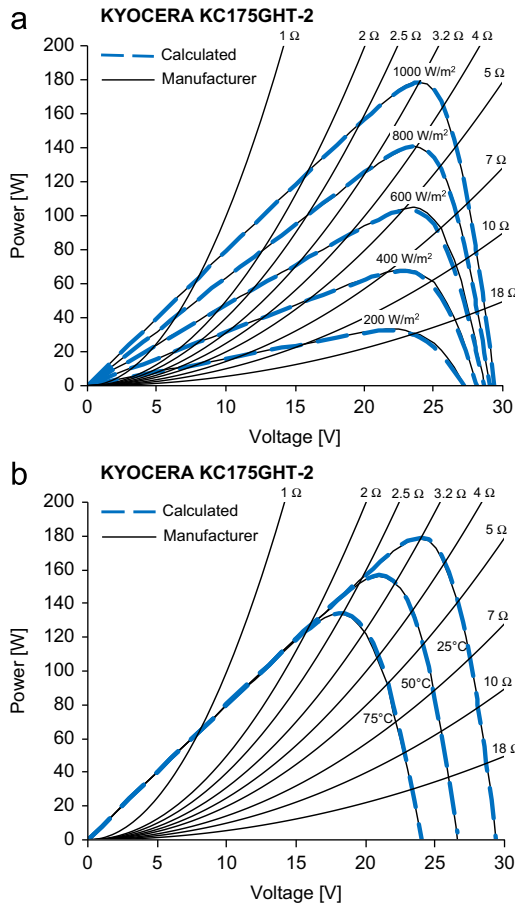 a
KYOCERA KC175GHT-2
Calculated
Manufacturer
1 Ω
2 Ω
2.5 Ω
3.2 Ω
4 Ω
5 Ω
7 Ω
10 Ω
18 Ω
1000 W/m²
800 W/m²
600 W/m²
400 W/m²
200 W/m²
Power [W]
200
180
160
140
120
100
80
60
40
20
0
0 5 10 15 20 25 30
Voltage [V]
b
KYOCERA KC175GHT-2
Calculated
Manufacturer
1 Ω
2 Ω
2.5 Ω
3.2 Ω
4 Ω
5 Ω
7 Ω
10 Ω
18 Ω
25°C
50°C
75°C
Power [W]
200
180
160
140
120
100
80
60
40
20
0
0 5 10 15 20 25 30
Voltage [V]